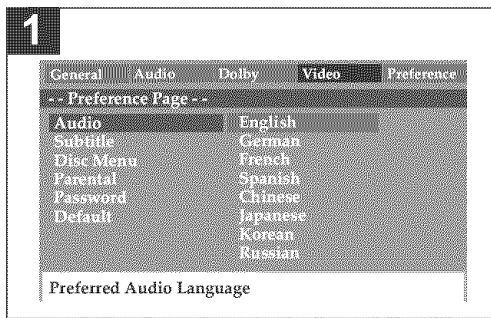 1
General Audio Dolby Video Preference
- - Preference Page - -
Audio English
Subtitle German
Disc Menu French
Parental Spanish
Password Chinese
Default Japanese
Korean
Russian
Preferred Audio Language